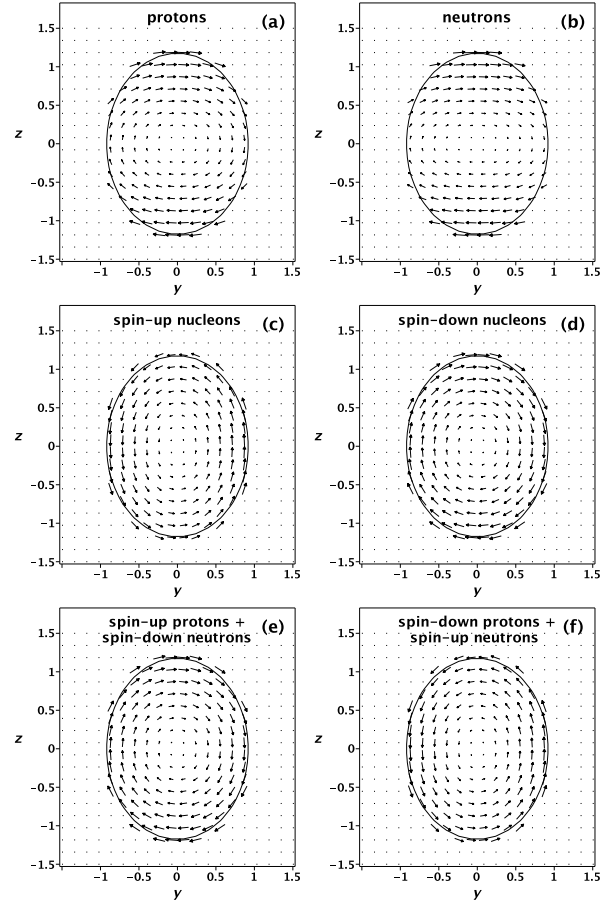 protons (a)
1.5
1
0.5
z 0
−0.5
−1
−1.5
−1 −0.5 0 0.5 1 1.5
y
neutrons (b)
1.5
1
0.5
z 0
−0.5
−1
−1.5
−1 −0.5 0 0.5 1 1.5
y
spin-up nucleons (c)
1.5
1
0.5
z 0
−0.5
−1
−1.5
−1 −0.5 0 0.5 1 1.5
y
spin-down nucleons (d)
1.5
1
0.5
z 0
−0.5
−1
−1.5
−1 −0.5 0 0.5 1 1.5
y
spin-up protons + (e)
spin-down neutrons
1.5
1
0.5
z 0
−0.5
−1
−1.5
−1 −0.5 0 0.5 1 1.5
y
spin-down protons + (f)
spin-up neutrons
1.5
1
0.5
z 0
−0.5
−1
−1.5
−1 −0.5 0 0.5 1 1.5
y